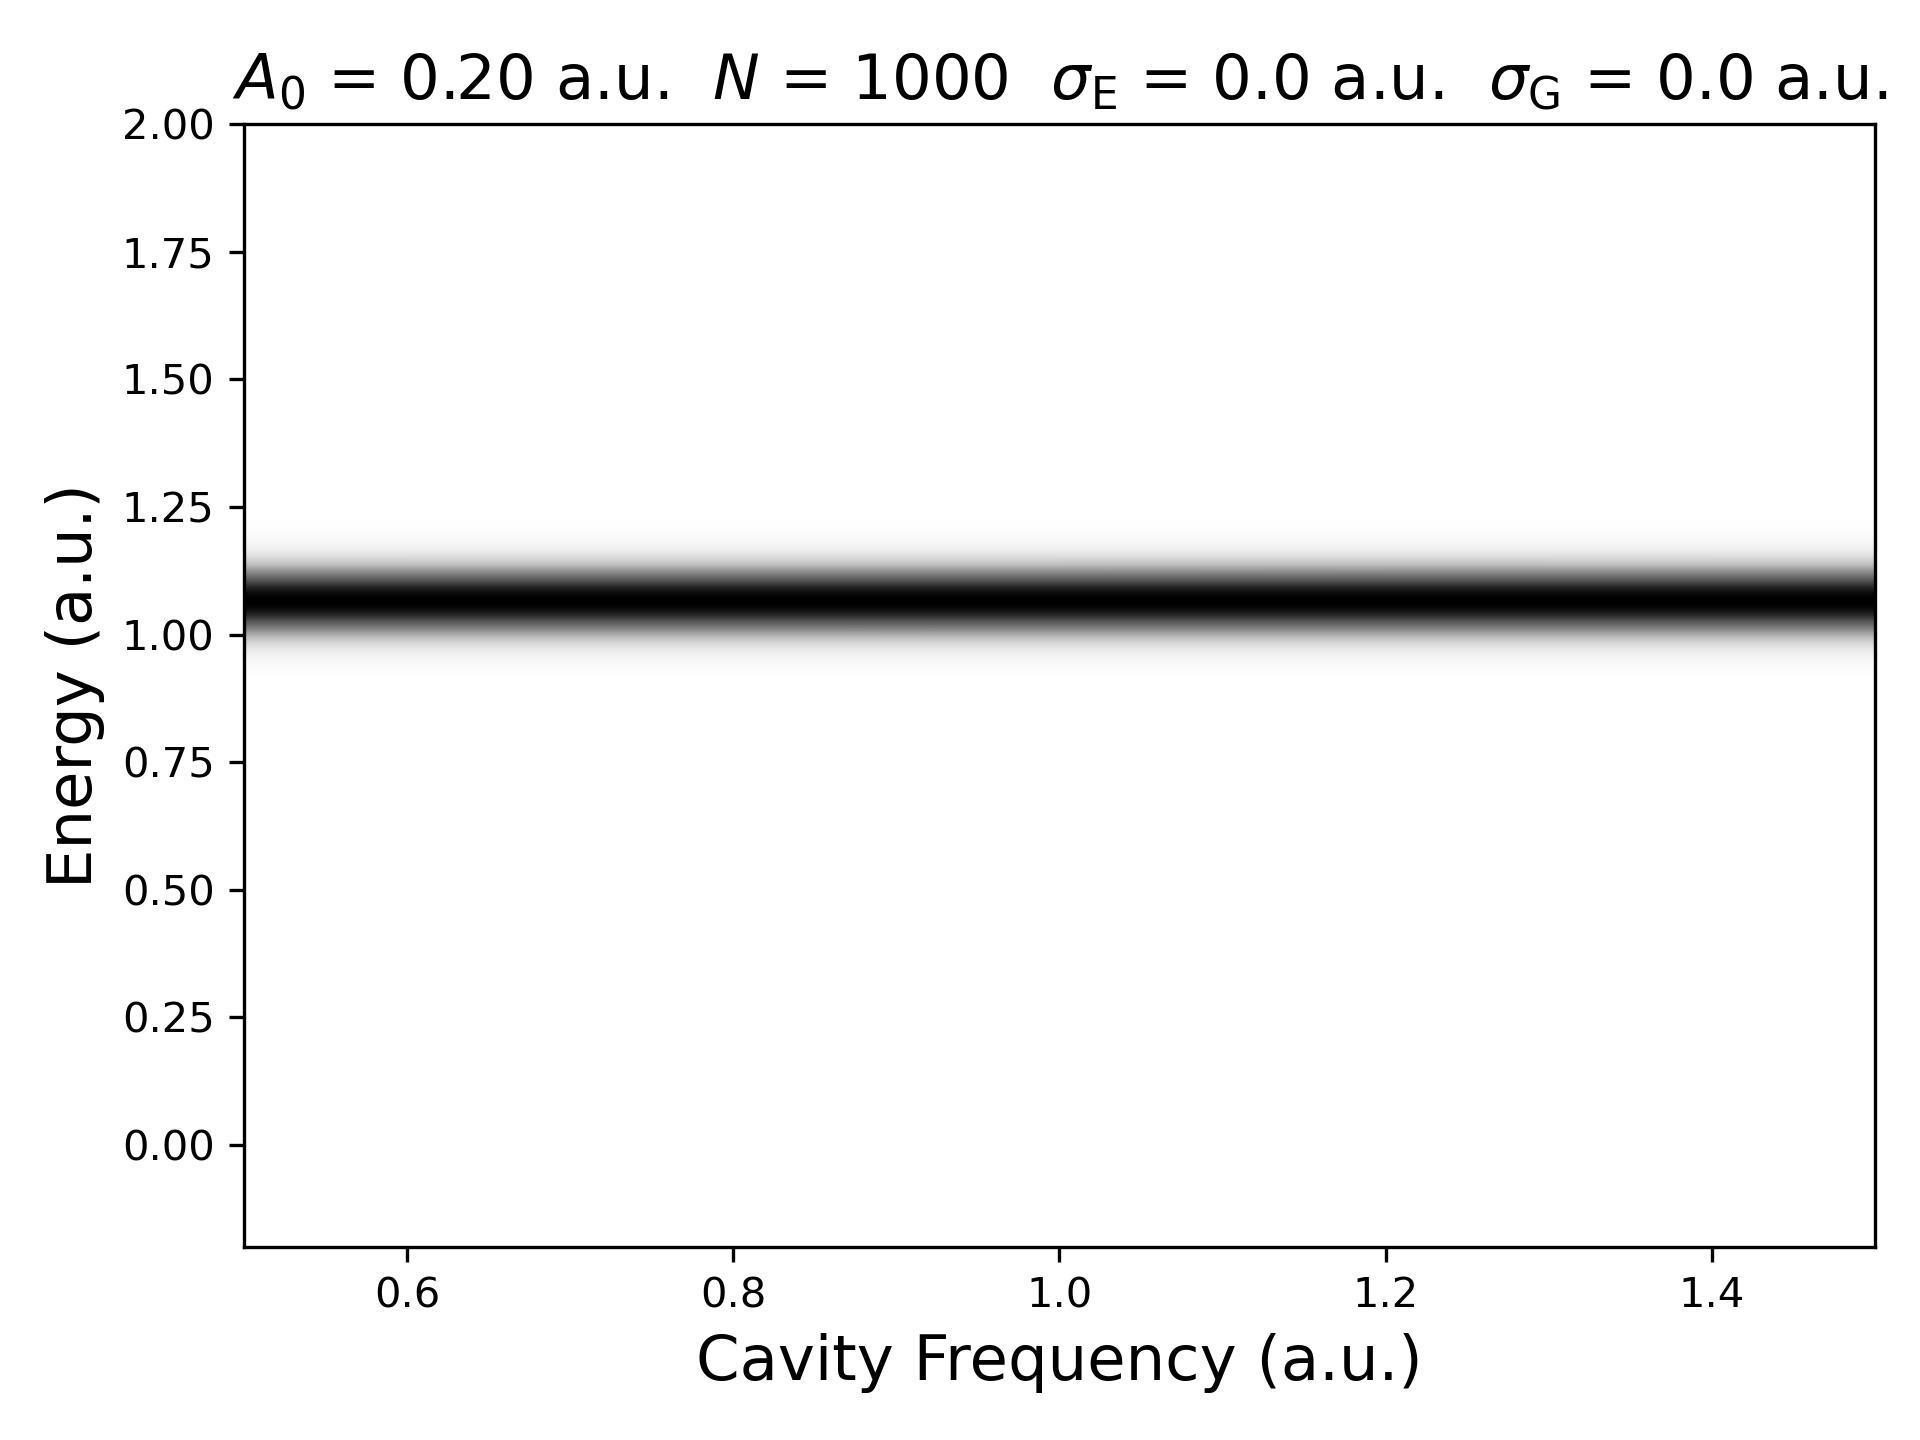 A₀ = 0.20 a.u. N = 1000 σ_E = 0.0 a.u. σ_G = 0.0 a.u.
2.00
1.75
1.50
1.25
1.00
0.75
0.50
0.25
0.00
Energy (a.u.)
0.6 0.8 1.0 1.2 1.4
Cavity Frequency (a.u.)